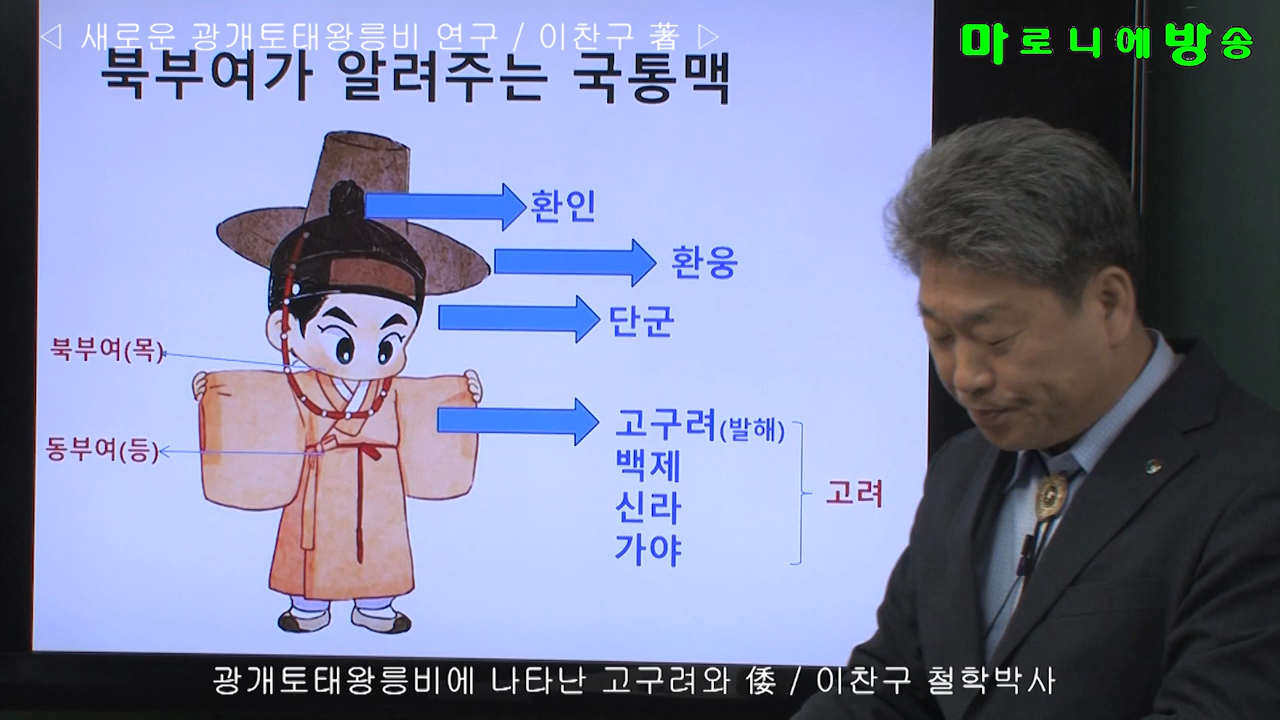 ◁ 새로운 광개토태왕릉비 연구 / 이찬구 著 ▷
마로니에방송
북부여가 알려주는 국통맥
환인
환웅
단군
북부여(목)
동부여(등)
고구려(발해)
백제
신라
가야
고려
광개토태왕릉비에 나타난 고구려와 倭 / 이찬구 철학박사